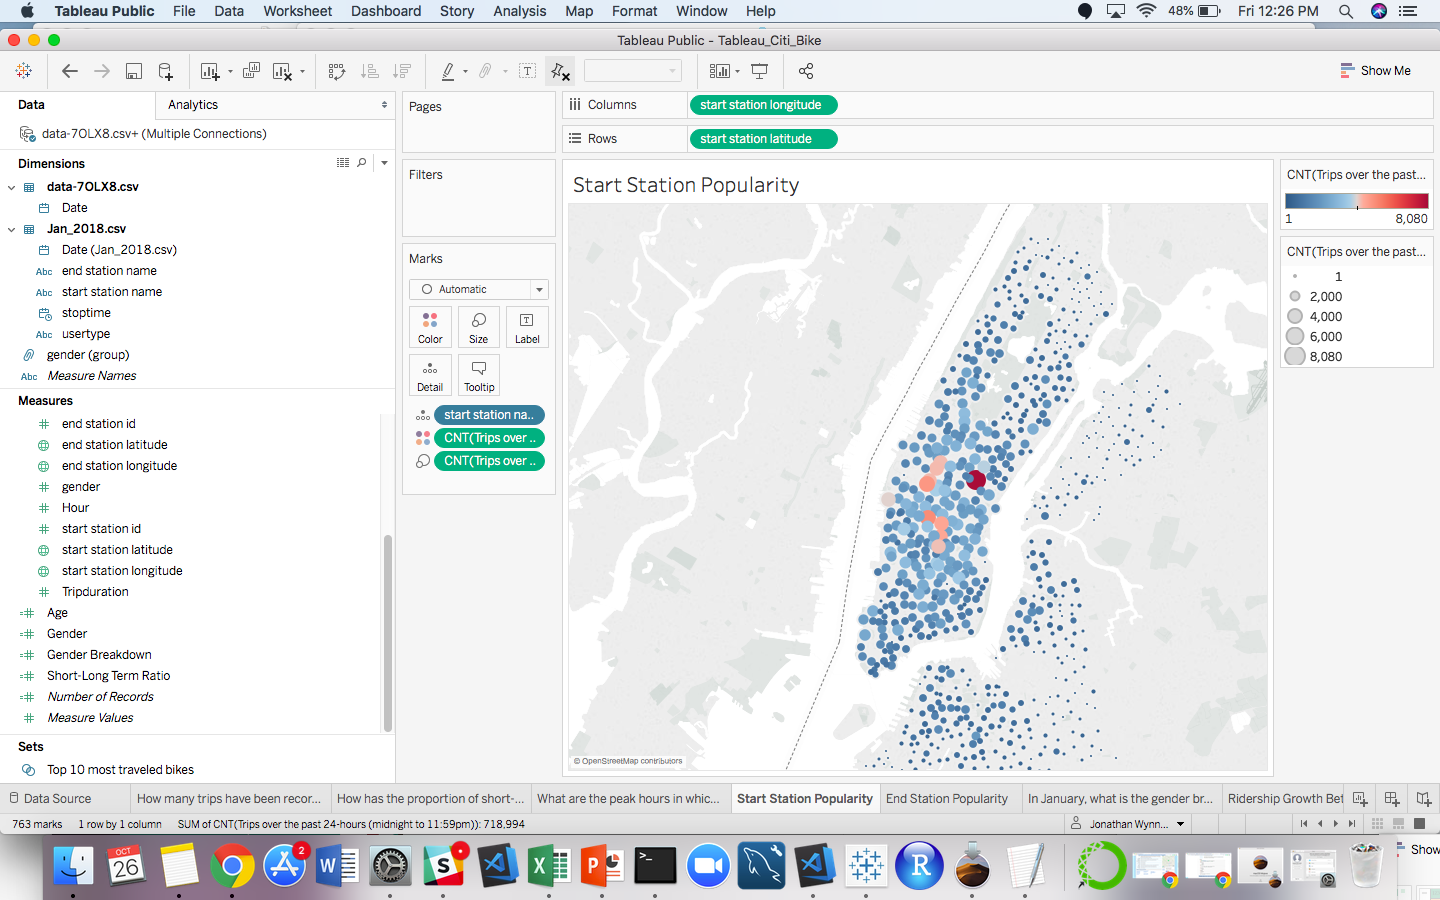 Tableau Public File Data Worksheet Dashboard Story Analysis Map Format Window Help 48% Fri 12:26 PM
Tableau Public - Tableau_Citi_Bike
Show Me
Data Analytics
data-7OLX8.csv+ (Multiple Connections)
Dimensions
data-7OLX8.csv
Date
Jan_2018.csv
Date (Jan_2018.csv)
Abc end station name
Abc start station name
stoptime
Abc usertype
gender (group)
Abc Measure Names
Measures
end station id
end station latitude
end station longitude
gender
Hour
start station id
start station latitude
start station longitude
Tripduration
Age
Gender
Gender Breakdown
Short-Long Term Ratio
Number of Records
Measure Values
Sets
Top 10 most traveled bikes
Pages
Filters
Marks
Automatic
Color Size Label
Detail Tooltip
start station na..
CNT(Trips over ..
CNT(Trips over ..
Columns start station longitude
Rows start station latitude
Start Station Popularity
© OpenStreetMap contributors
CNT(Trips over the past...
1 8,080
CNT(Trips over the past...
1
2,000
4,000
6,000
8,080
Data Source How many trips have been recor... How has the proportion of short-... What are the peak hours in whic... Start Station Popularity End Station Popularity In January, what is the gender br... Ridership Growth Bet
763 marks 1 row by 1 column SUM of CNT(Trips over the past 24-hours (midnight to 11:59pm)): 718,994 Jonathan Wynn...
OCT
26
2
Show